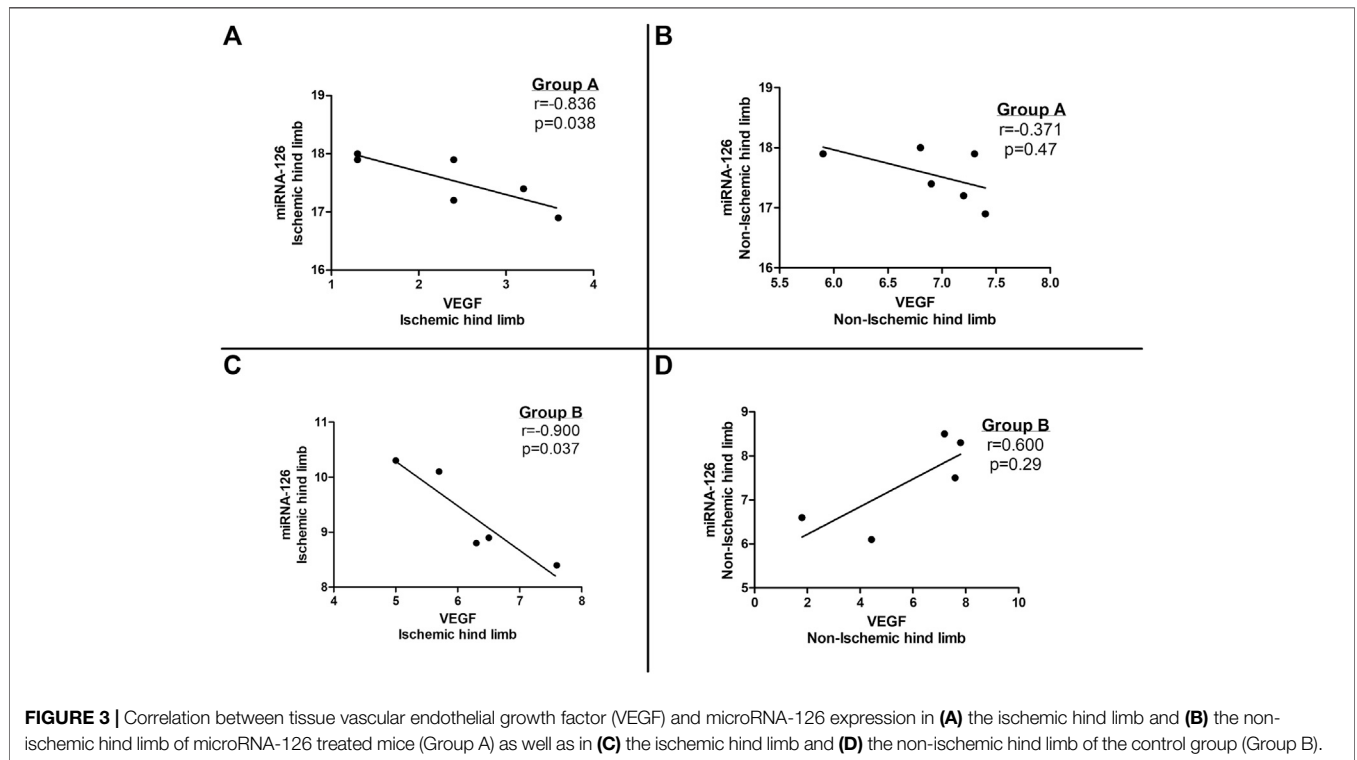 A
Group A
r=-0.836
p=0.038
miRNA-126
Ischemic hind limb
19
18
17
16
1
2
3
4
VEGF
Ischemic hind limb
B
Group A
r=-0.371
p=0.47
miRNA-126
Non-Ischemic hind limb
19
18
17
16
5.5
6.0
6.5
7.0
7.5
8.0
VEGF
Non-Ischemic hind limb
C
Group B
r=-0.900
p=0.037
miRNA-126
Ischemic hind limb
11
10
9
8
4
5
6
7
8
VEGF
Ischemic hind limb
D
Group B
r=0.600
p=0.29
miRNA-126
Non-Ischemic hind limb
9
8
7
6
5
0
2
4
6
8
10
VEGF
Non-Ischemic hind limb
FIGURE 3 | Correlation between tissue vascular endothelial growth factor (VEGF) and microRNA-126 expression in (A) the ischemic hind limb and (B) the non-
ischemic hind limb of microRNA-126 treated mice (Group A) as well as in (C) the ischemic hind limb and (D) the non-ischemic hind limb of the control group (Group B).